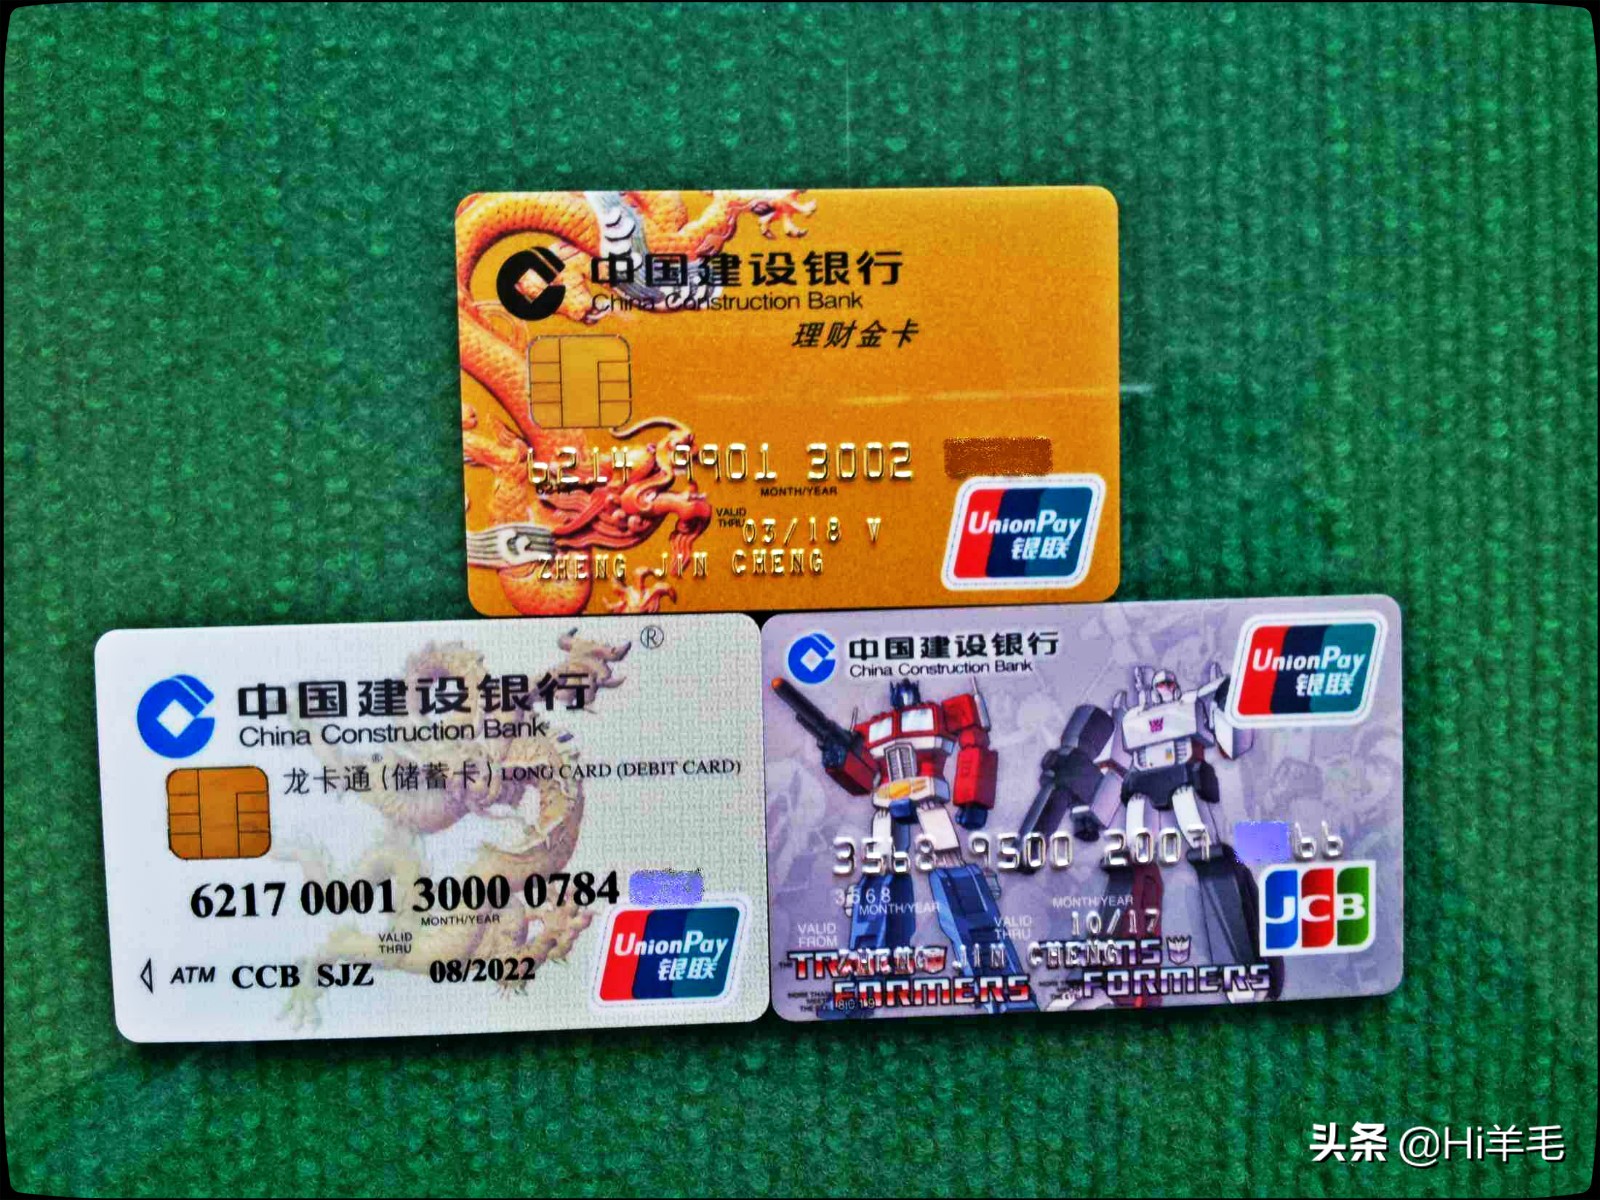 中国建设银行
China Construction Bank
理财金卡
6214 9901 3002
6214
MONTH/YEAR
VALID
THRU
03/18 V
ZHENG JIN CHENG
UnionPay
银联
®
中国建设银行
China Construction Bank
龙卡通®(储蓄卡) LONG CARD (DEBIT CARD)
6217 0001 3000 0784
MONTH/YEAR
VALID
THRU
ATM CCB SJZ 08/2022
UnionPay
银联
中国建设银行
China Construction Bank
UnionPay
银联
3568 9500 2007 66
3568
MONTH/YEAR
MONTH/YEAR
VALID
FROM
VALID
THRU
10/17
ZHENG JIN CHENG
TRANSFORMERS
FORMERS
JCB
头条 @Hi羊毛